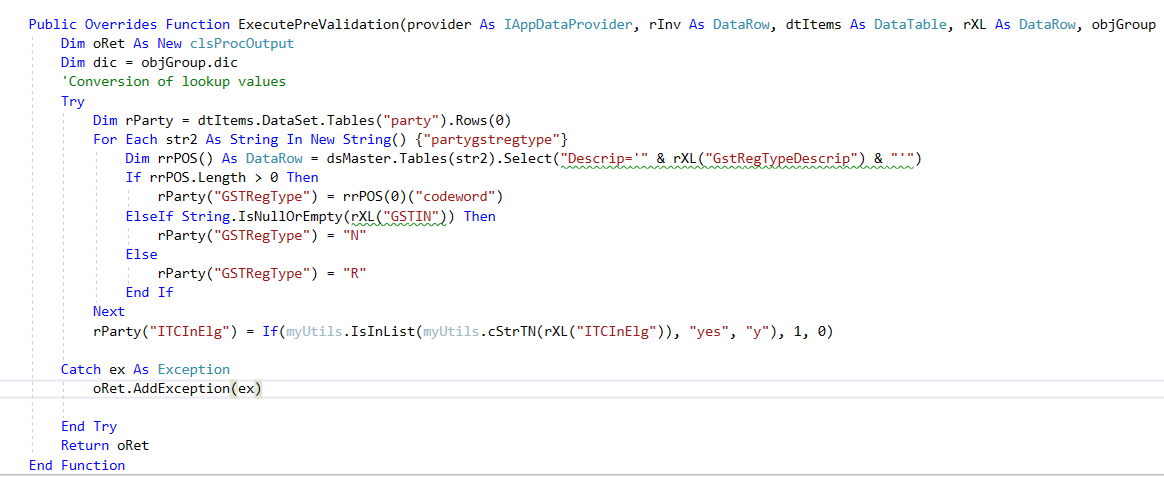 Public Overrides Function ExecutePreValidation(provider As IAppDataProvider, rInv As DataRow, dtItems As DataTable, rXL As DataRow, objGroup
Dim oRet As New clsProcOutput
Dim dic = objGroup.dic
'Conversion of lookup values
Try
Dim rParty = dtItems.DataSet.Tables("party").Rows(0)
For Each str2 As String In New String() {"partygstregtype"}
Dim rrPOS() As DataRow = dsMaster.Tables(str2).Select("Descrip='" & rXL("GstRegTypeDescrip") & "'")
If rrPOS.Length > 0 Then
rParty("GSTRegType") = rrPOS(0)("codeword")
ElseIf String.IsNullOrEmpty(rXL("GSTIN")) Then
rParty("GSTRegType") = "N"
Else
rParty("GSTRegType") = "R"
End If
Next
rParty("ITCInElg") = If(myUtils.IsInList(myUtils.cStrTN(rXL("ITCInElg")), "yes", "y"), 1, 0)
Catch ex As Exception
oRet.AddException(ex)
End Try
Return oRet
End Function